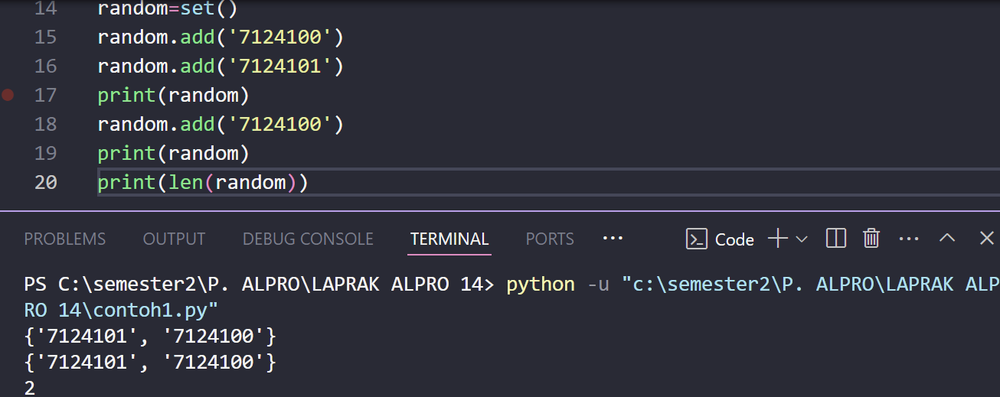 14 random=set()
15 random.add('7124100')
16 random.add('7124101')
17 print(random)
18 random.add('7124100')
19 print(random)
20 print(len(random))
PROBLEMS OUTPUT DEBUG CONSOLE TERMINAL PORTS ··· Code
PS C:\semester2\P. ALPRO\LAPRAK ALPRO 14> python -u "c:\semester2\P. ALPRO\LAPRAK ALP
RO 14\contoh1.py"
{'7124101', '7124100'}
{'7124101', '7124100'}
2